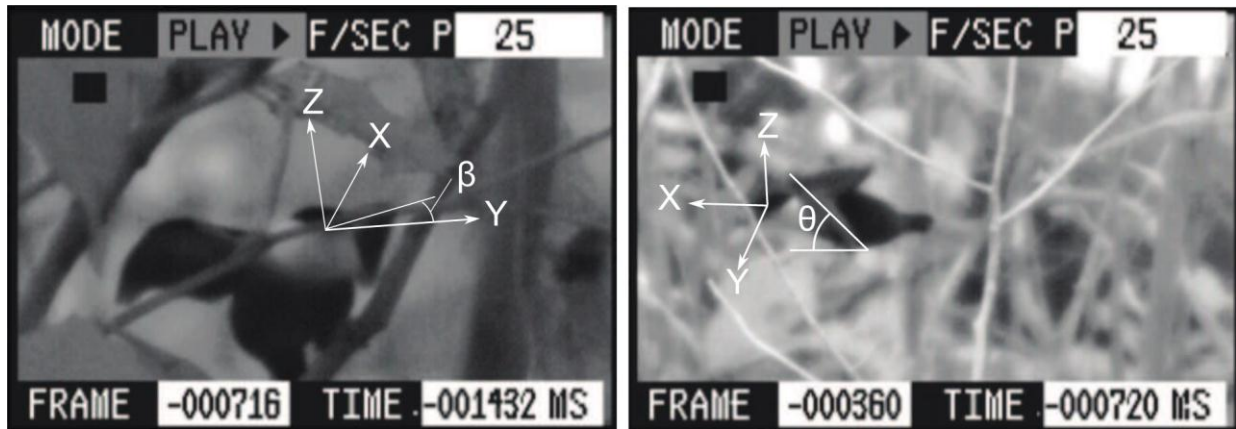 MODE PLAY ▶ F/SEC P 25
Z
X
β
Y
FRAME -000716 TIME -001432 MS
MODE PLAY ▶ F/SEC P 25
Z
X
θ
Y
FRAME -000360 TIME -000720 MS